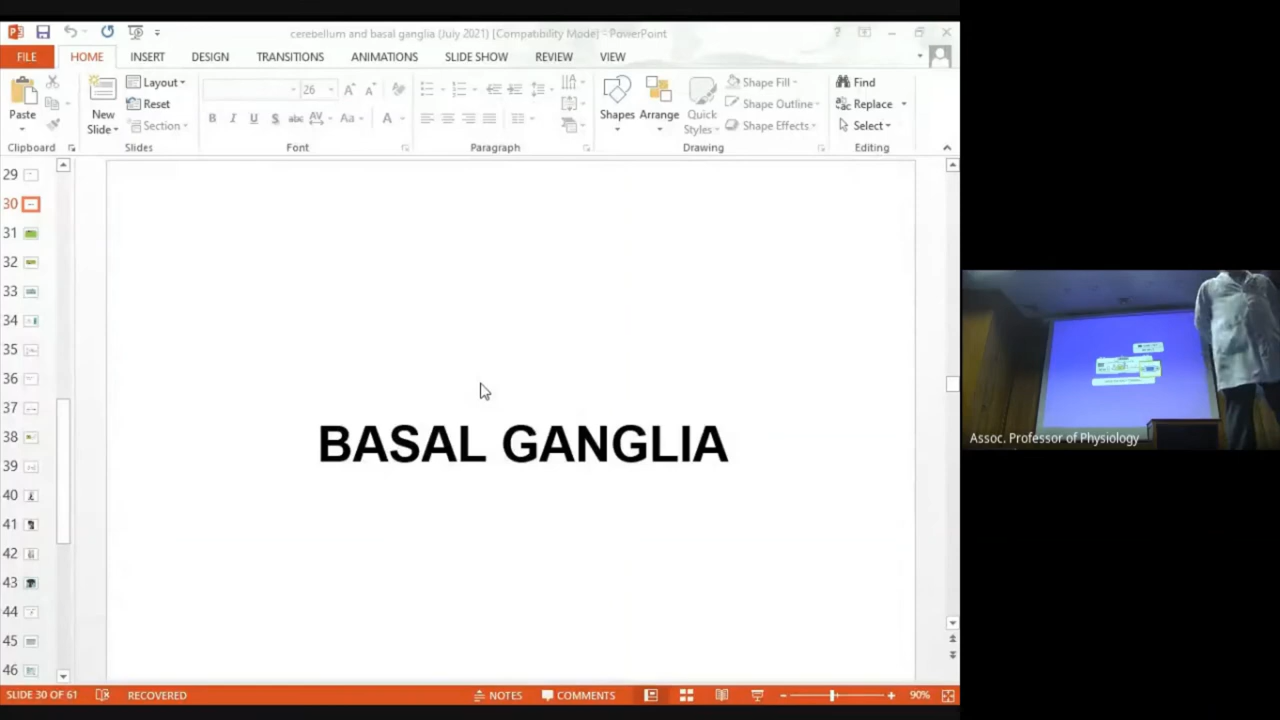 cerebellum and basal ganglia (July 2021) [Compatibility Mode] - PowerPoint
FILE HOME INSERT DESIGN TRANSITIONS ANIMATIONS SLIDE SHOW REVIEW VIEW
Paste
New
Slide
Layout
Reset
Section
26
B I U S abc AV Aa A
Shapes Arrange Quick
Styles
Shape Fill
Shape Outline
Shape Effects
Find
Replace
Select
Clipboard Slides Font Paragraph Drawing Editing
29
30
31
32
33
34
35
36
37
38
39
40
41
42
43
44
45
46
BASAL GANGLIA
Assoc. Professor of Physiology
SLIDE 30 OF 61 RECOVERED NOTES COMMENTS 90%